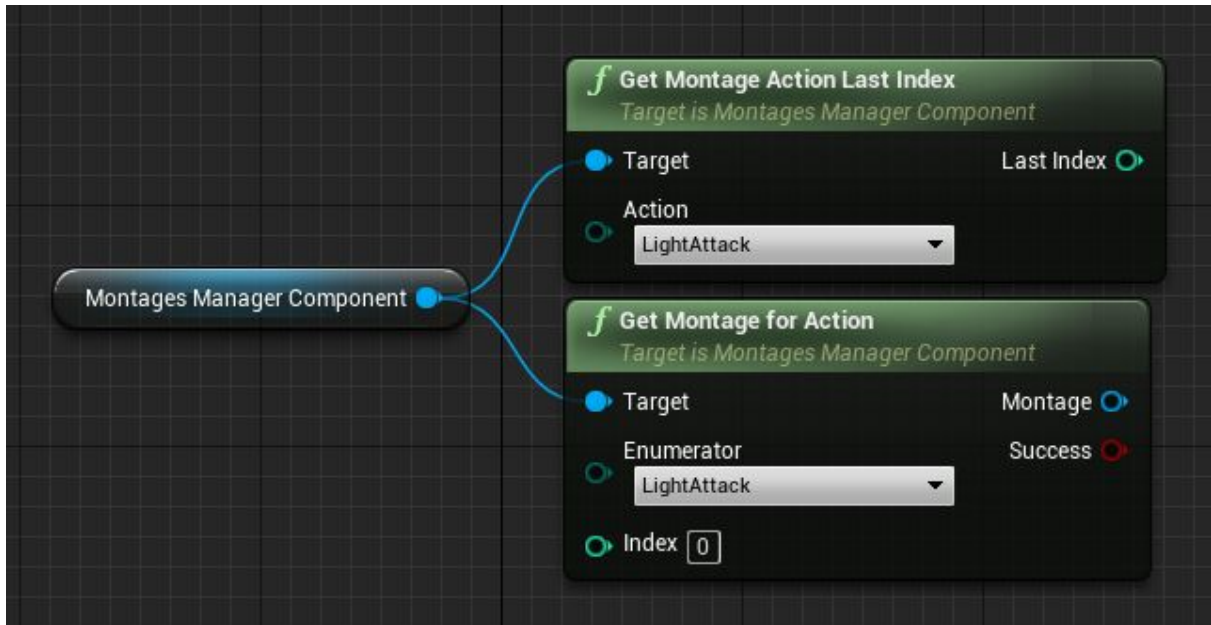 f Get Montage Action Last Index
Target is Montages Manager Component
Target
Last Index
Action
LightAttack
Montages Manager Component
f Get Montage for Action
Target is Montages Manager Component
Target
Montage
Enumerator
Success
LightAttack
Index 0